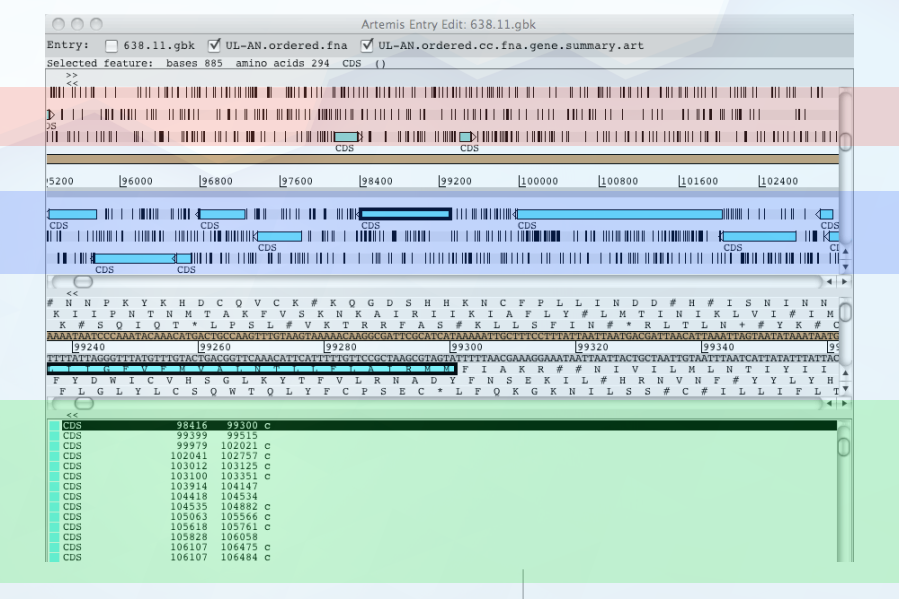 Artemis Entry Edit: 638.11.gbk
Entry: 638.11.gbk UL-AN.ordered.fna UL-AN.ordered.cc.fna.gene.summary.art
Selected feature: bases 885 amino acids 294 CDS ()
>>
<<
CDS CDS
5200 96000 96800 97600 98400 99200 100000 100800 101600 102400
CDS CDS CDS CDS CDS
CDS CDS
CDS CDS
<<
# N N P K Y K H D C Q V C K # K Q G D S H H K N C F P L L I N D D # H # I S N I N N
K I I P N T N M T A K F V S K N K A I R I I K I A F L Y # L M T I N I K L V I # I M
K # S Q I Q T * L P S L # V K T R R F A S # K L L S F I N # * R L T L N + # Y K # C
99240 99260 99280 99300 99320 99340
F Y D W I C V H S G L K Y T F V L R N A D Y F N S E K I L # H R N V N F # Y Y L Y H
F L G L Y L C S Q W T Q L Y F C P S E C * L F Q K G K N I L S S # C # I L L I F L T
<<
CDS 98416 99300 c
CDS 99399 99515
CDS 99979 102021 c
CDS 102041 102757 c
CDS 103012 103125 c
CDS 103100 103351 c
CDS 103914 104147
CDS 104418 104534
CDS 104535 104882 c
CDS 105063 105566 c
CDS 105618 105761 c
CDS 105828 106058
CDS 106107 106475 c
CDS 106107 106484 c